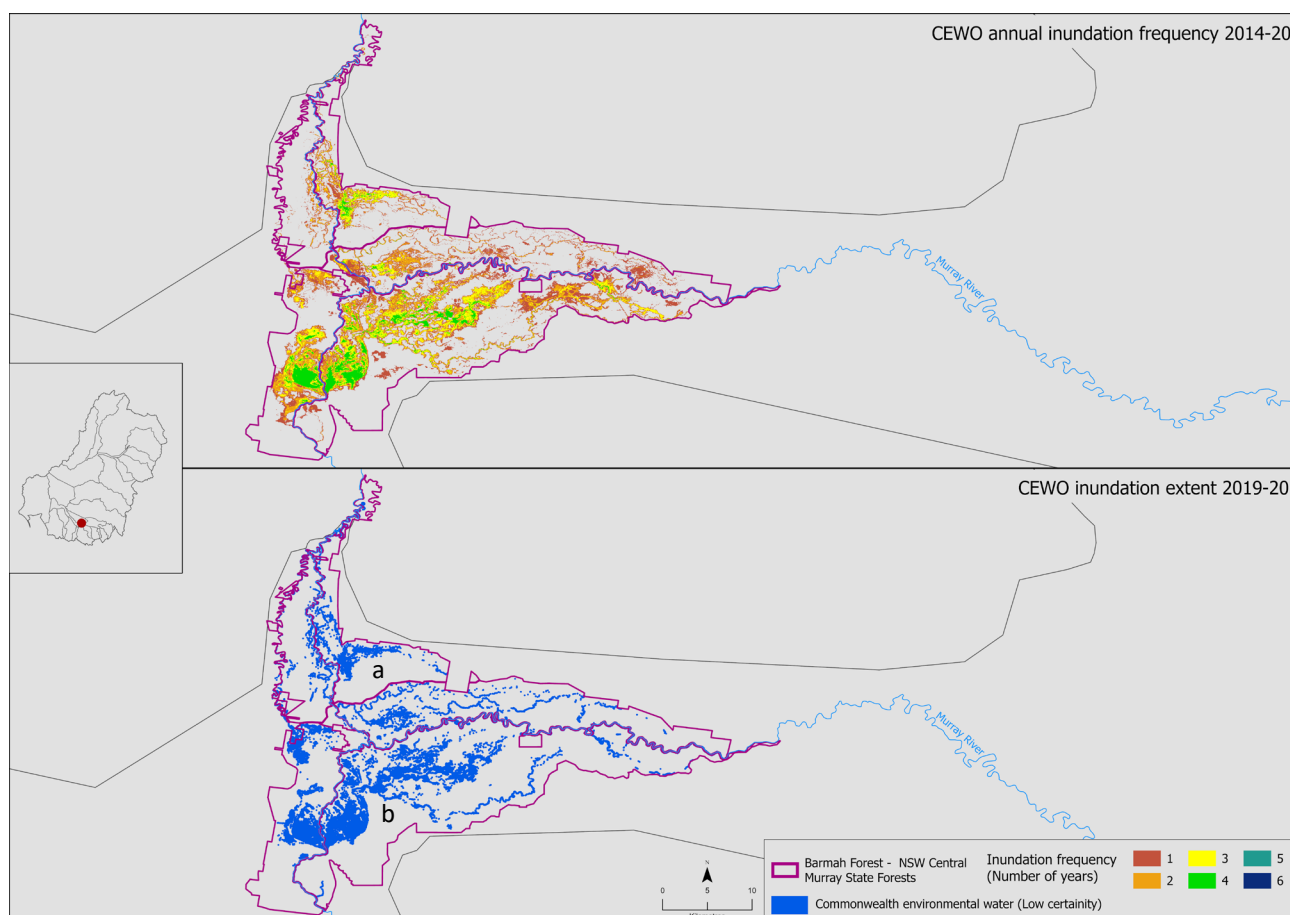 CEWO annual inundation frequency 2014-20
Murray River
CEWO inundation extent 2019-20
a
Murray River
b
N
0 5 10
Barmah Forest - NSW Central
Murray State Forests
Commonwealth environmental water (Low certainity)
Inundation frequency
(Number of years)
1 3 5
2 4 6